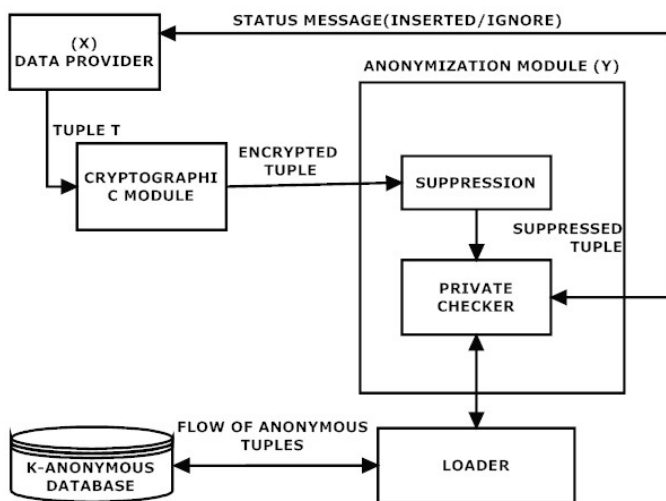 STATUS MESSAGE(INSERTED/IGNORE)
(X)
DATA PROVIDER
ANONYMIZATION MODULE (Y)
TUPLE T
ENCRYPTED
TUPLE
CRYPTOGRAPHI
C MODULE
SUPPRESSION
SUPPRESSED
TUPLE
PRIVATE
CHECKER
FLOW OF ANONYMOUS
TUPLES
K-ANONYMOUS
DATABASE
LOADER